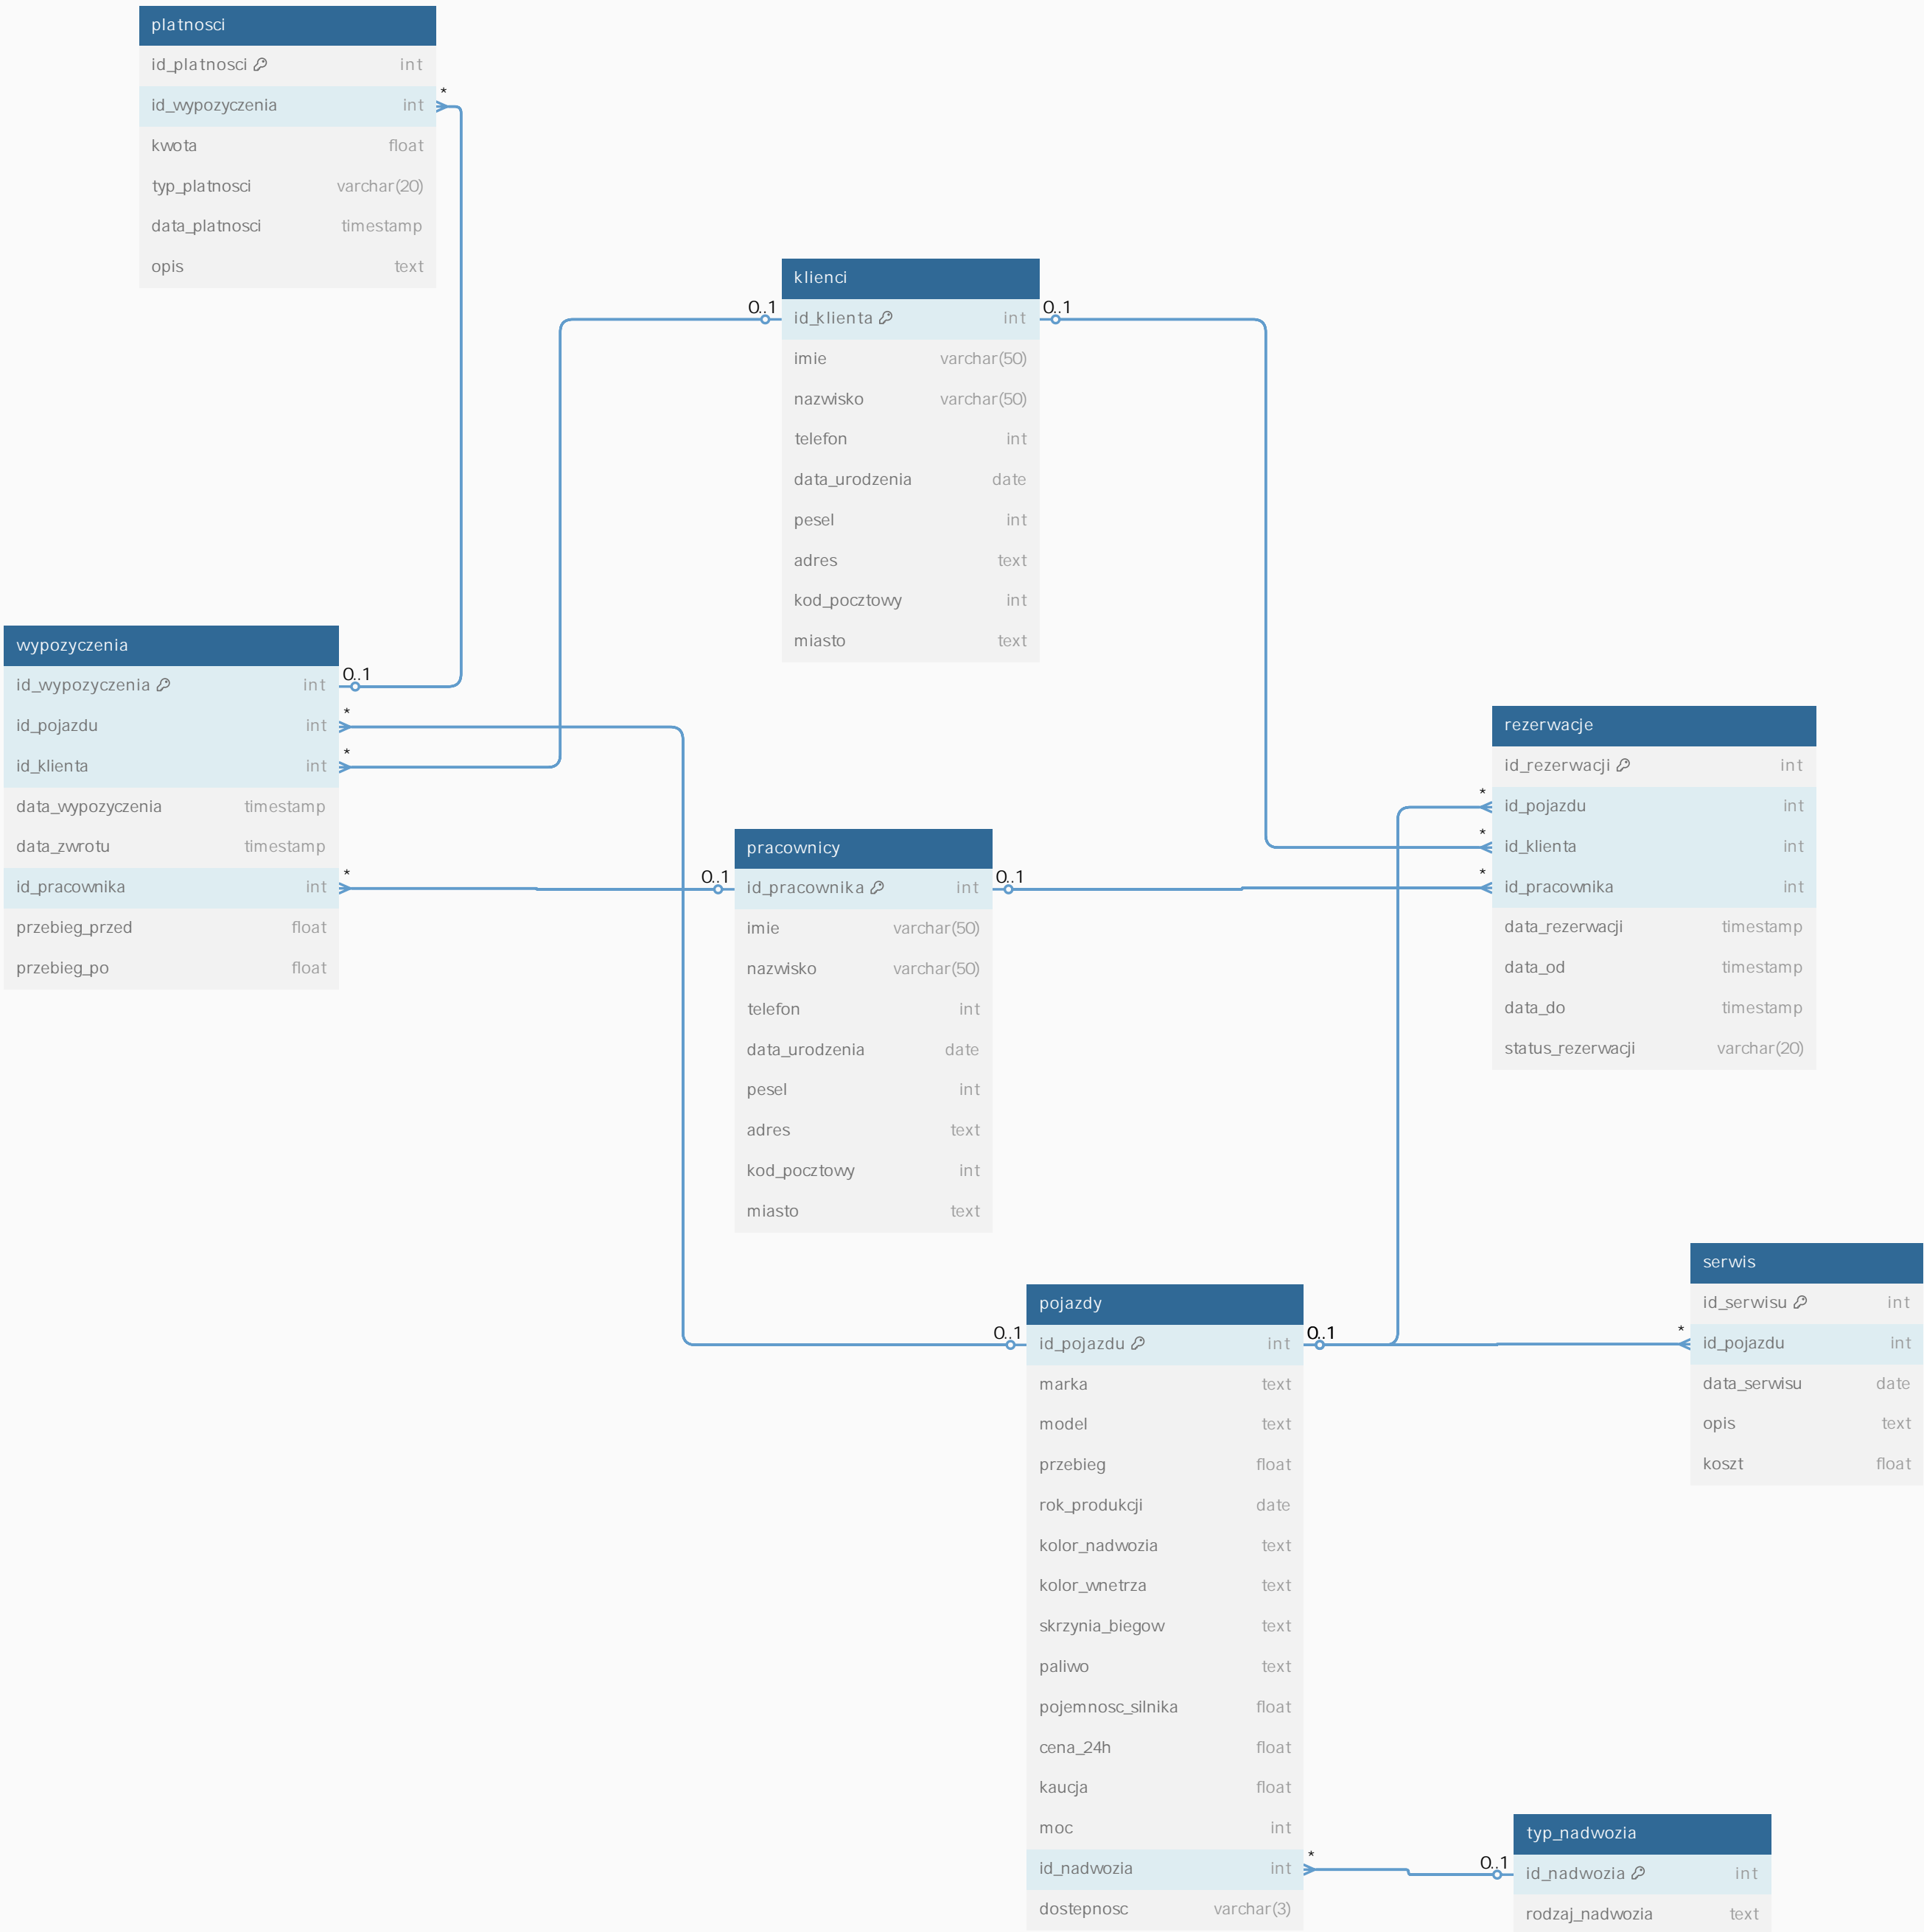 platnosci
id_platnosci int
id_wypozyczenia int
*
kwota float
typ_platnosci varchar(20)
data_platnosci timestamp
opis text
klienci
0..1
id_klienta int
0..1
imie varchar(50)
nazwisko varchar(50)
telefon int
data_urodzenia date
pesel int
adres text
kod_pocztowy int
miasto text
wypozyczenia
id_wypozyczenia int
0..1
id_pojazdu int
*
id_klienta int
*
data_wypozyczenia timestamp
data_zwrotu timestamp
id_pracownika int
*
przebieg_przed float
przebieg_po float
rezerwacje
id_rezerwacji int
*
id_pojazdu int
*
id_klienta int
*
id_pracownika int
data_rezerwacji timestamp
data_od timestamp
data_do timestamp
status_rezerwacji varchar(20)
pracownicy
0..1
id_pracownika int
0..1
imie varchar(50)
nazwisko varchar(50)
telefon int
data_urodzenia date
pesel int
adres text
kod_pocztowy int
miasto text
serwis
id_serwisu int
*
id_pojazdu int
data_serwisu date
opis text
koszt float
pojazdy
0..1
id_pojazdu int
0..1
marka text
model text
przebieg float
rok_produkcji date
kolor_nadwozia text
kolor_wnetrza text
skrzynia_biegow text
paliwo text
pojemnosc_silnika float
cena_24h float
kaucja float
moc int
id_nadwozia int
*
dostepnosc varchar(3)
typ_nadwozia
0..1
id_nadwozia int
rodzaj_nadwozia text